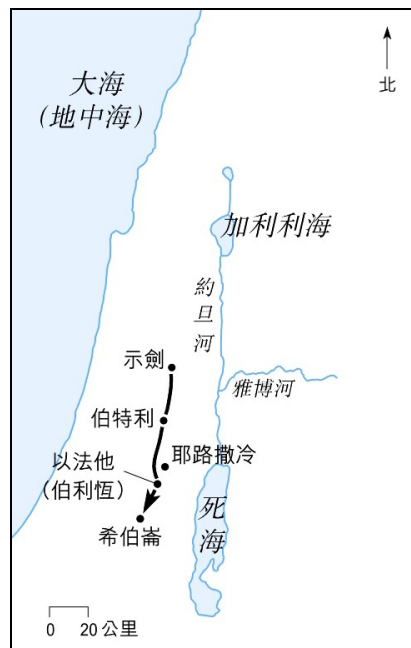 大海
(地中海)
北
加利利海
約旦河
示劍
雅博河
伯特利
耶路撒冷
以法他
(伯利恆)
死海
希伯崙
0 20 公里